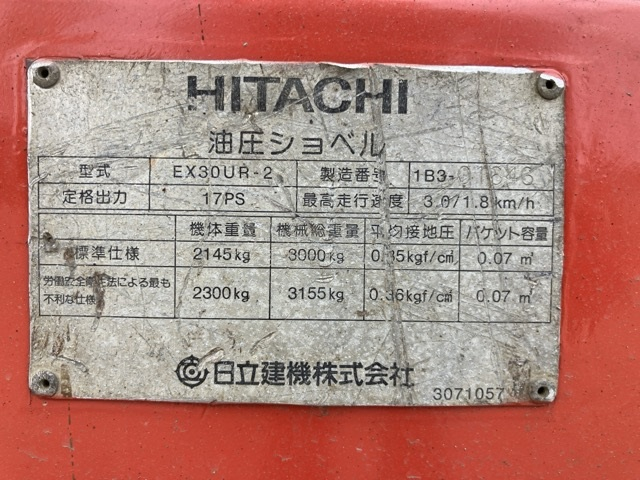 HITACHI
油圧ショベル
型式 EX30UR-2 製造番号 1B3-
定格出力 17PS 最高走行速度 3.0/1.8km/h
機体重量 機械総重量 平均接地圧 バケット容量
標準仕様 2145kg 3000kg 0.35kgf/c㎡ 0.07 ㎥
労働安全衛生法による最も
不利な仕様 2300kg 3155kg 0.36kgf/c㎡ 0.07 ㎥
日立建機株式会社
3071057